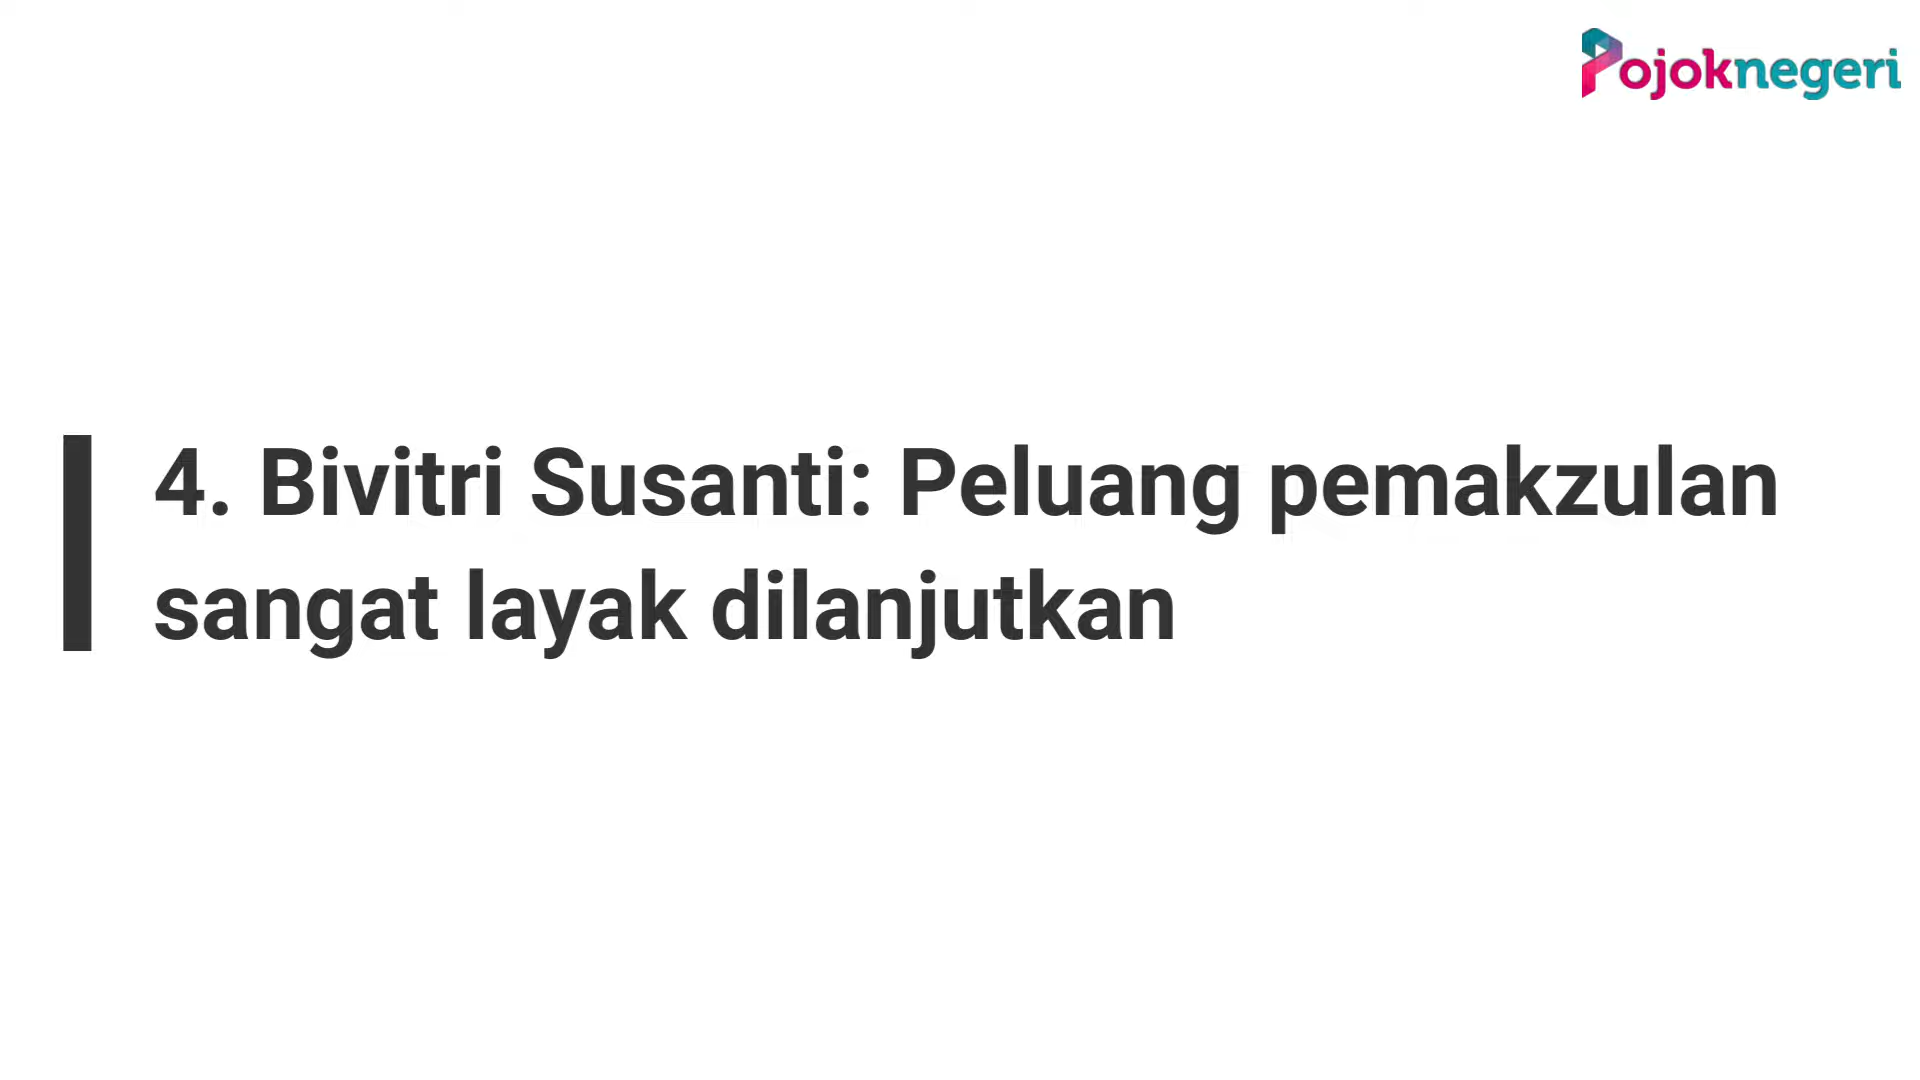 Pojoknegeri
4. Bivitri Susanti: Peluang pemakzulan
sangat layak dilanjutkan